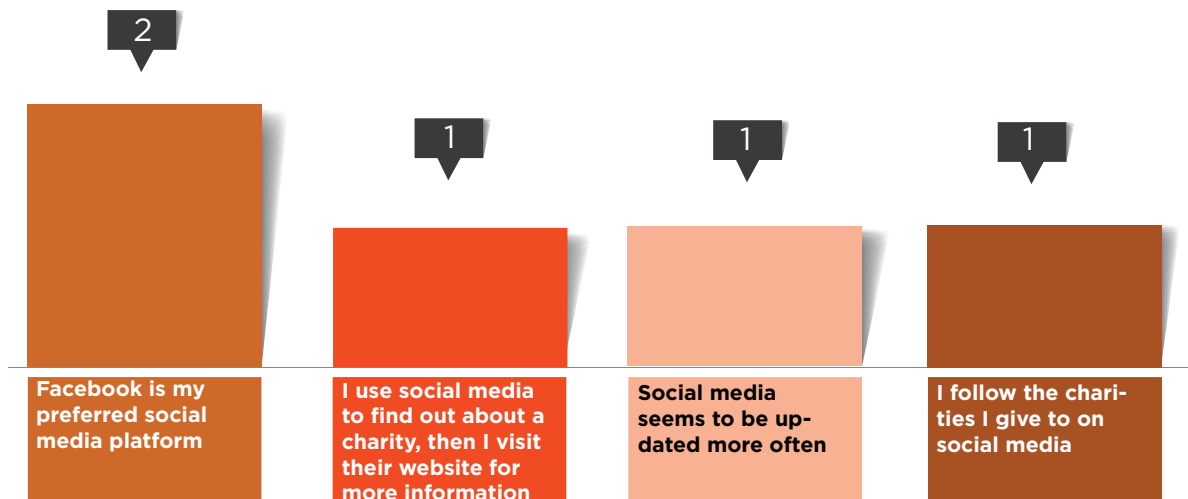 2
1
1
1
Facebook is my
preferred social
media platform
I use social media
to find out about a
charity, then I visit
their website for
more information
Social media
seems to be up-
dated more often
I follow the chari-
ties I give to on
social media